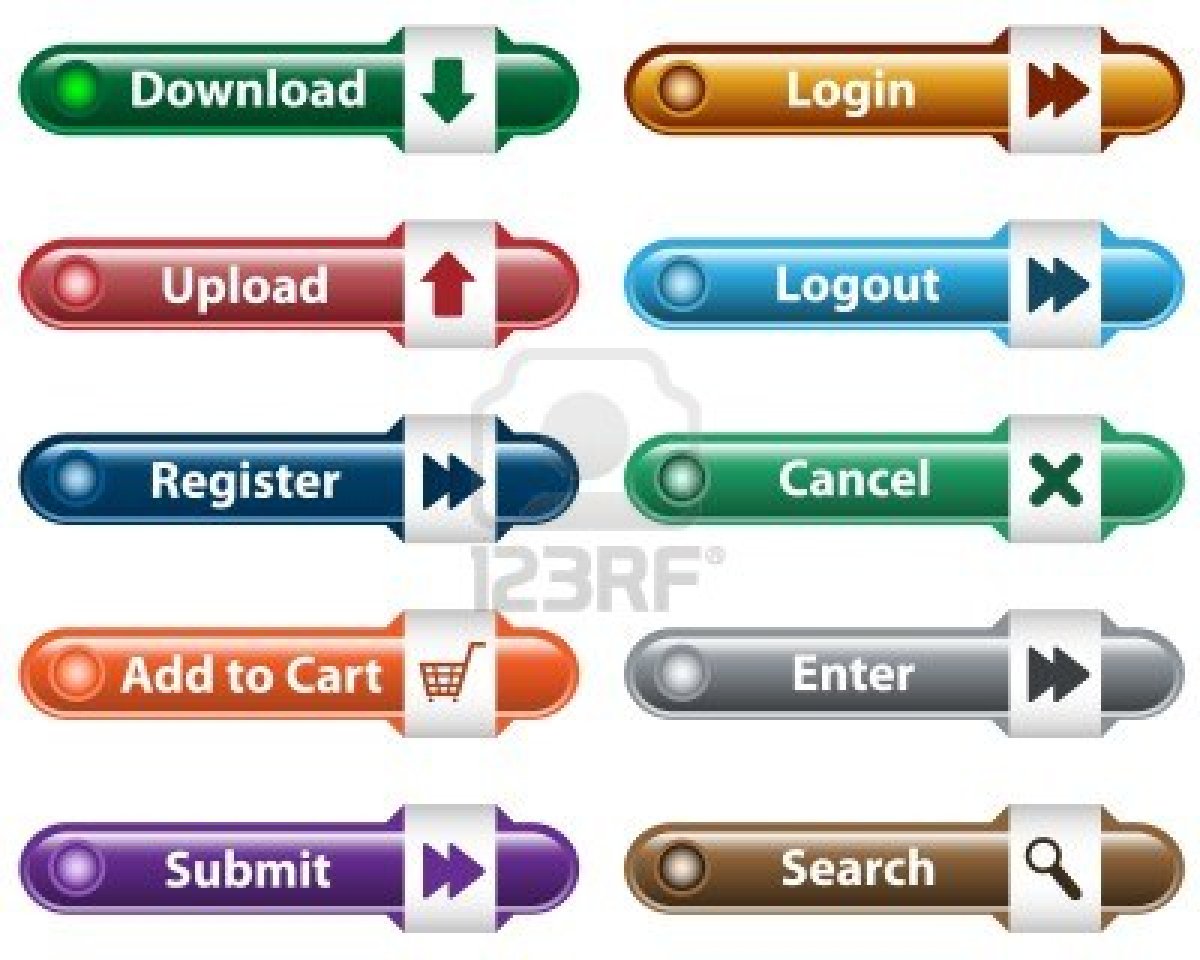 Download
Login
Upload
Logout
Register
Cancel
123RF®
Add to Cart
Enter
Submit
Search